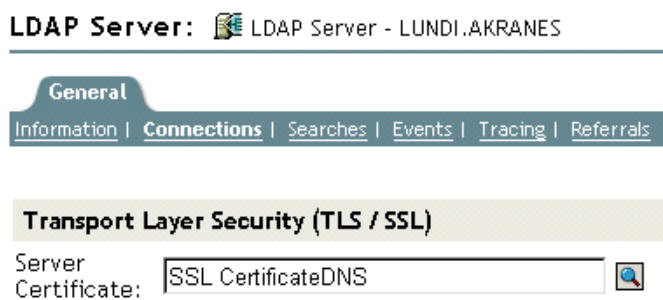 LDAP Server: LDAP Server - LUNDI.AKRANES
General
Information | Connections | Searches | Events | Tracing | Referrals
Transport Layer Security (TLS / SSL)
Server
Certificate: SSL CertificateDNS